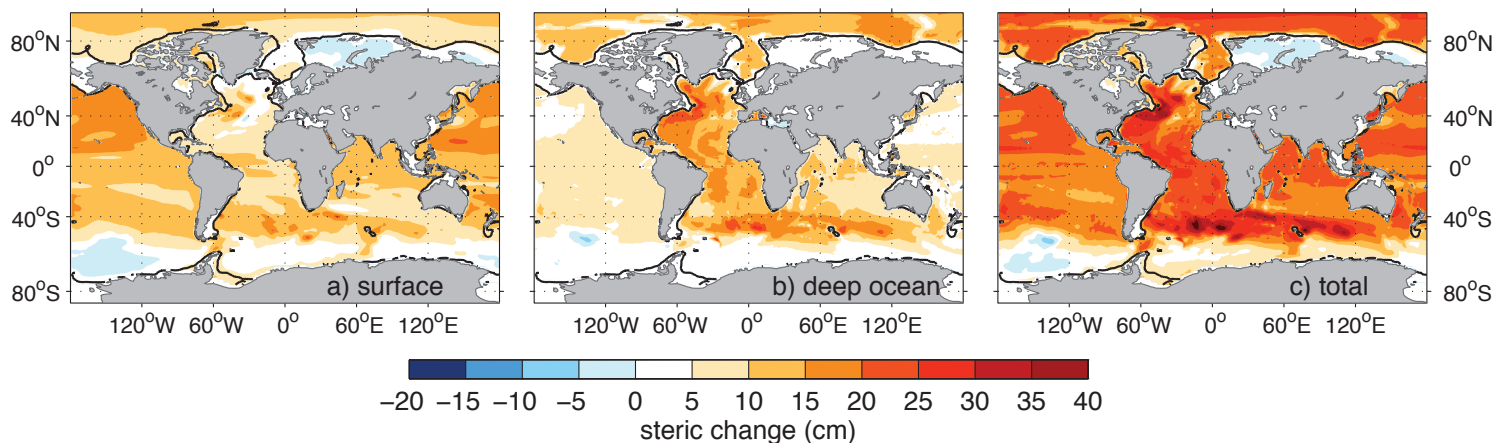 80°N
40°N
0°
40°S
80°S
a) surface
b) deep ocean
c) total
80°N
40°N
0°
40°S
80°S
120°W 60°W 0° 60°E 120°E
120°W 60°W 0° 60°E 120°E
120°W 60°W 0° 60°E 120°E
−20 −15 −10 −5 0 5 10 15 20 25 30 35 40
steric change (cm)